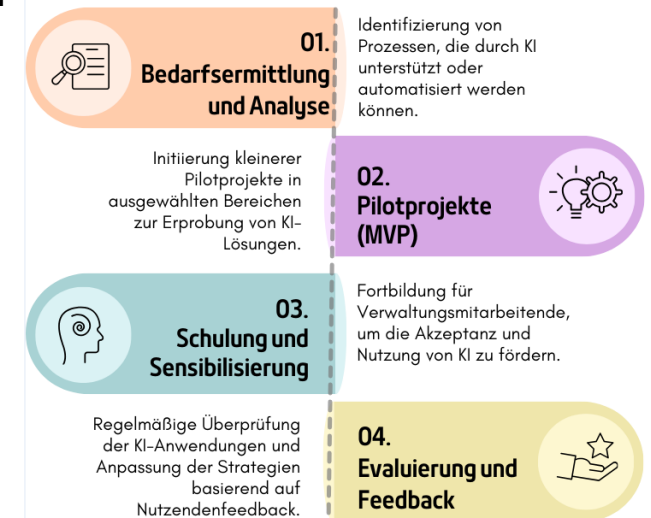 01.
Bedarfsermittlung
und Analyse
Identifizierung von
Prozessen, die durch KI
unterstützt oder
automatisiert werden
können.
Initiierung kleinerer
Pilotprojekte in
ausgewählten Bereichen
zur Erprobung von KI-
Lösungen.
02.
Pilotprojekte
(MVP)
03.
Schulung und
Sensibilisierung
Fortbildung für
Verwaltungsmitarbeitende,
um die Akzeptanz und
Nutzung von KI zu fördern.
Regelmäßige Überprüfung
der KI-Anwendungen und
Anpassung der Strategien
basierend auf
Nutzendenfeedback.
04.
Evaluierung und
Feedback